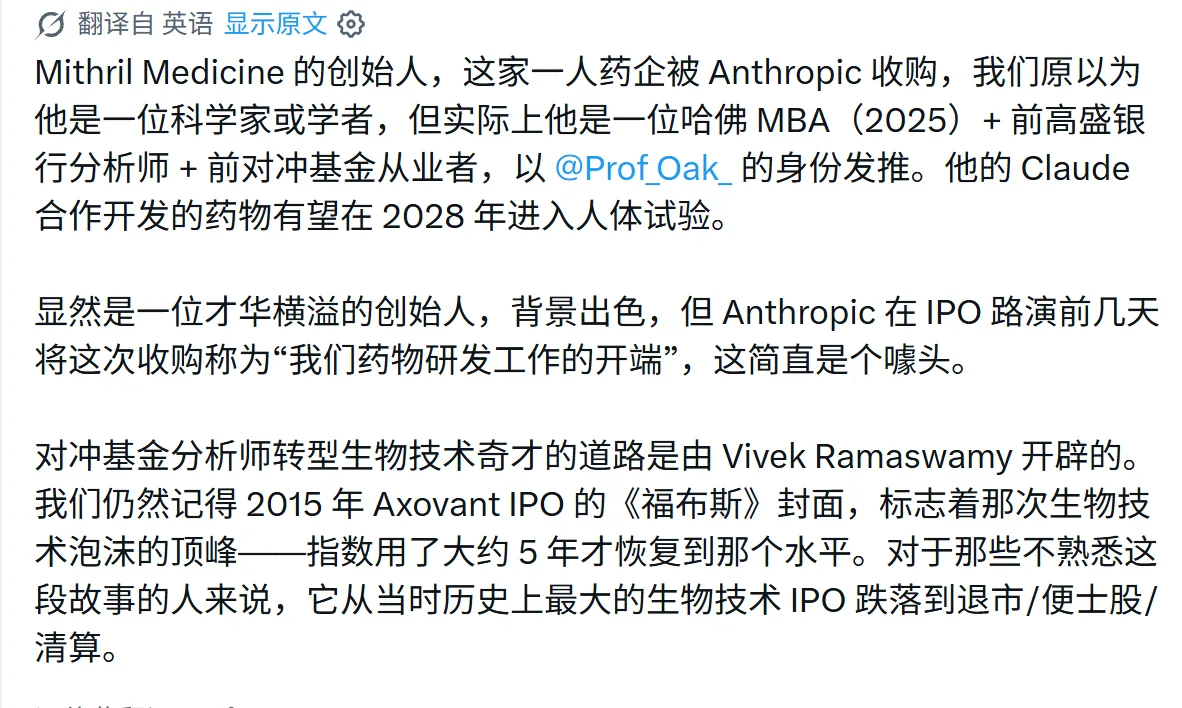 翻译自 英语 显示原文
Mithril Medicine 的创始人，这家一人药企被 Anthropic 收购，我们原以为
他是一位科学家或学者，但实际上他是一位哈佛 MBA（2025）+ 前高盛银
行分析师 + 前对冲基金从业者，以 @Prof_Oak_ 的身份发推。他的 Claude
合作开发的药物有望在 2028 年进入人体试验。
显然是一位才华横溢的创始人，背景出色，但 Anthropic 在 IPO 路演前几天
将这次收购称为“我们药物研发工作的开端”，这简直是个噱头。
对冲基金分析师转型生物技术奇才的道路是由 Vivek Ramaswamy 开辟的。
我们仍然记得 2015 年 Axovant IPO 的《福布斯》封面，标志着那次生物技
术泡沫的顶峰——指数用了大约 5 年才恢复到那个水平。对于那些不熟悉这
段故事的人来说，它从当时历史上最大的生物技术 IPO 跌落到退市/便士股/
清算。